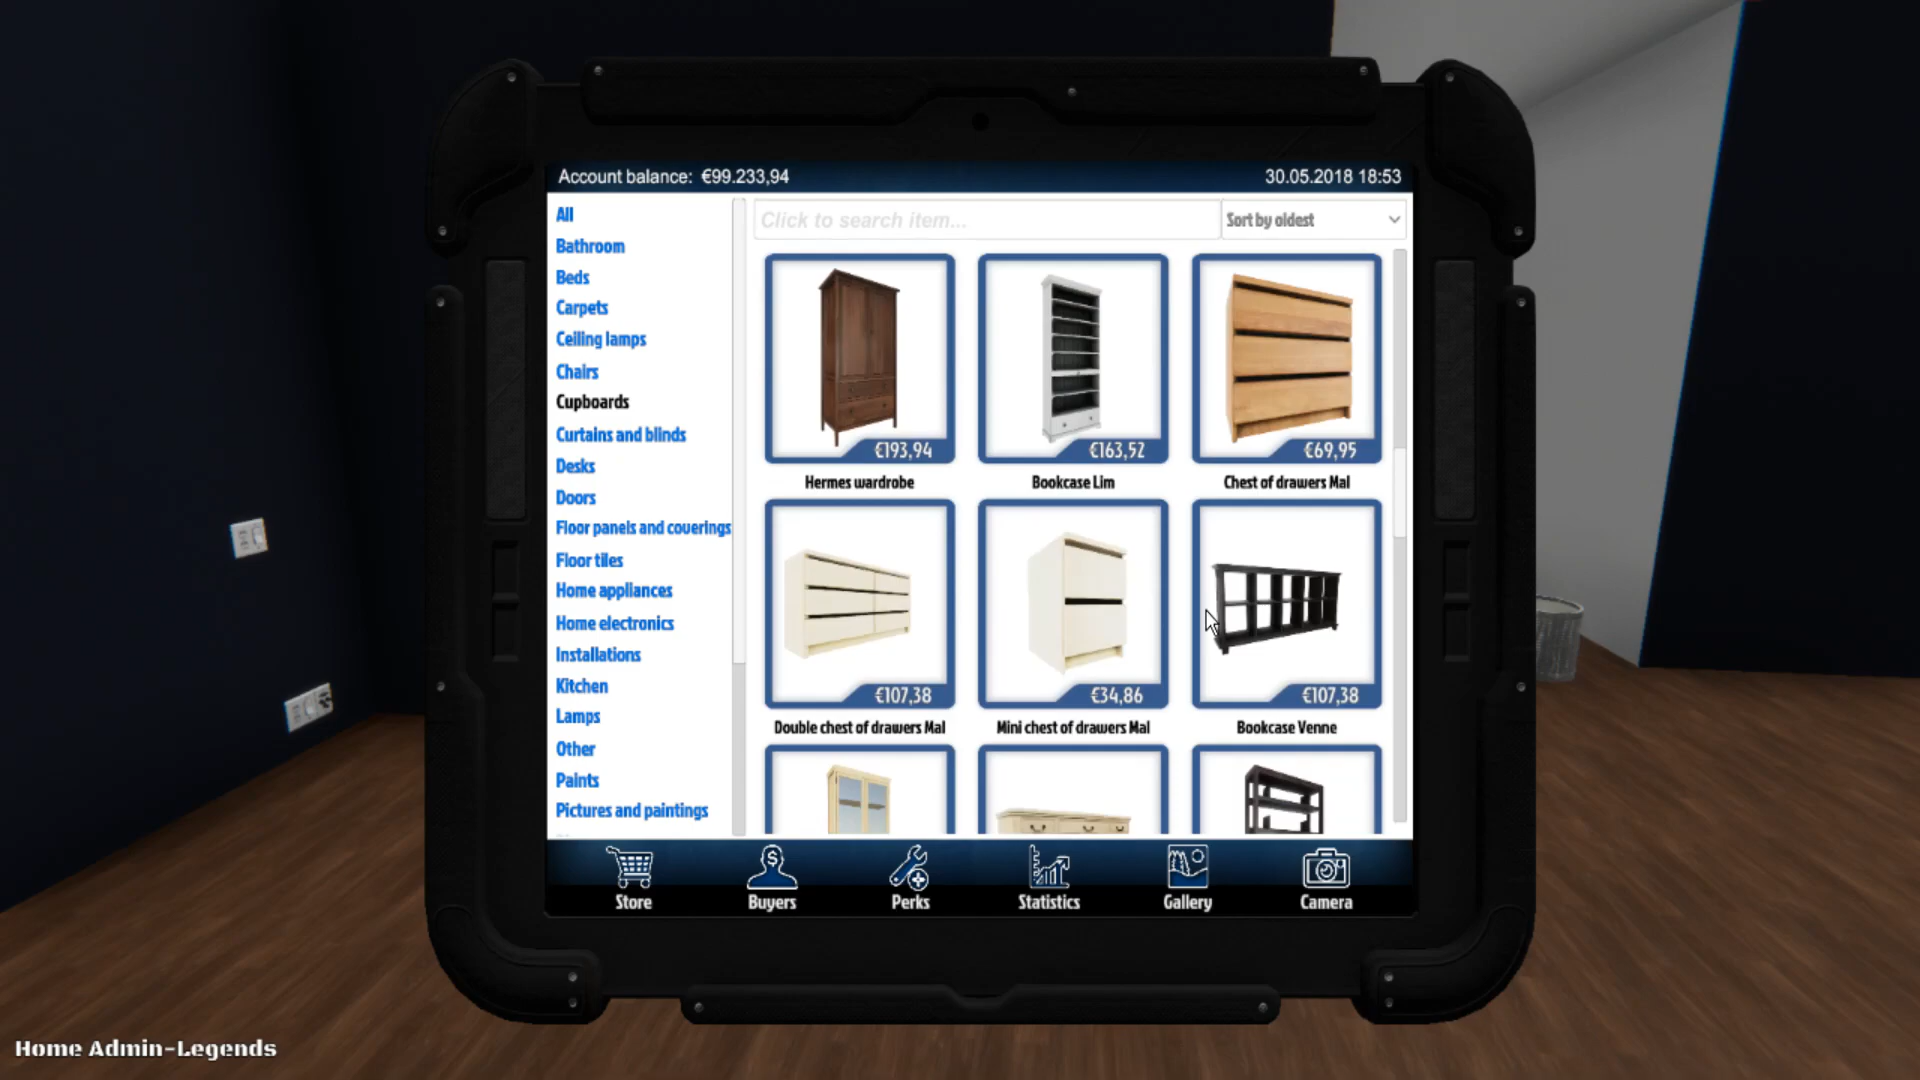 Account balance: €99.233,94
30.05.2018 18:53
All
Bathroom
Beds
Carpets
Ceiling lamps
Chairs
Cupboards
Curtains and blinds
Desks
Doors
Floor panels and coverings
Floor tiles
Home appliances
Home electronics
Installations
Kitchen
Lamps
Other
Paints
Pictures and paintings
Click to search item...
Sort by oldest
€193,94
€163,52
€69,95
Hermes wardrobe
Bookcase Lim
Chest of drawers Mal
€107,38
€34,86
€107,38
Double chest of drawers Mal
Mini chest of drawers Mal
Bookcase Venne
Store
Buyers
Perks
Statistics
Gallery
Camera
Home Admin-Legends